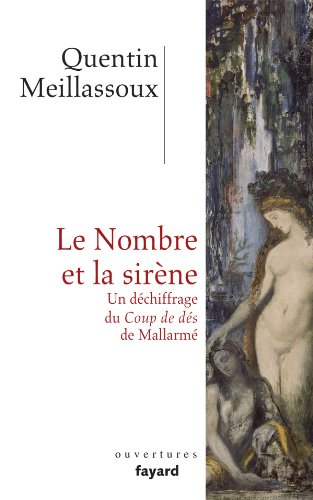 Quentin
Meillassoux
Le Nombre
et la sirène
Un déchiffrage
du Coup de dés
de Mallarmé
ouvertures
fayard